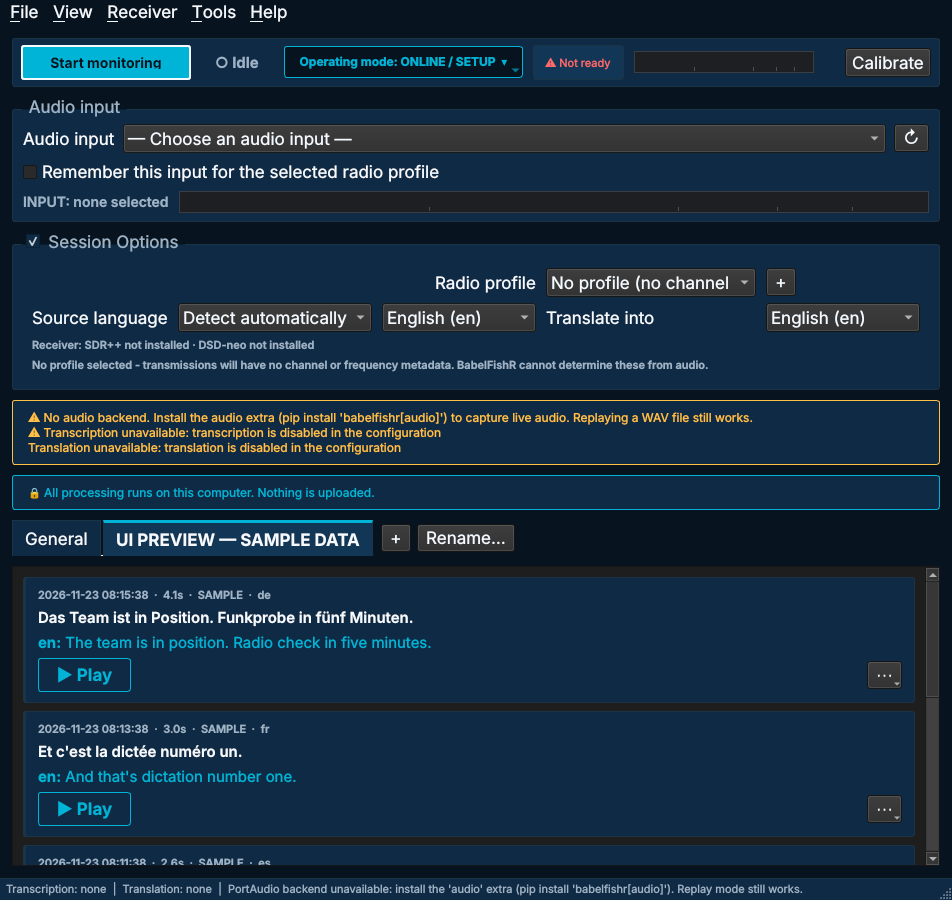 File View Receiver Tools Help
Start monitoring Idle Operating mode: ONLINE / SETUP ▾ ⚠ Not ready Calibrate
Audio input
Audio input — Choose an audio input —
Remember this input for the selected radio profile
INPUT: none selected
Session Options
Radio profile No profile (no channel +
Source language Detect automatically English (en) Translate into English (en)
Receiver: SDR++ not installed · DSD-neo not installed
No profile selected - transmissions will have no channel or frequency metadata. BabelFishR cannot determine these from audio.
⚠ No audio backend. Install the audio extra (pip install 'babelfishr[audio]') to capture live audio. Replaying a WAV file still works.
⚠ Transcription unavailable: transcription is disabled in the configuration
Translation unavailable: translation is disabled in the configuration
🔒 All processing runs on this computer. Nothing is uploaded.
General UI PREVIEW — SAMPLE DATA + Rename...
2026-11-23 08:15:38 · 4.1s · SAMPLE · de
Das Team ist in Position. Funkprobe in fünf Minuten.
en: The team is in position. Radio check in five minutes.
▶ Play ...
2026-11-23 08:13:38 · 3.0s · SAMPLE · fr
Et c'est la dictée numéro un.
en: And that's dictation number one.
▶ Play ...
2026-11-23 08:11:38 · 2.6s · SAMPLE · es
Transcription: none | Translation: none | PortAudio backend unavailable: install the 'audio' extra (pip install 'babelfishr[audio]'). Replay mode still works.